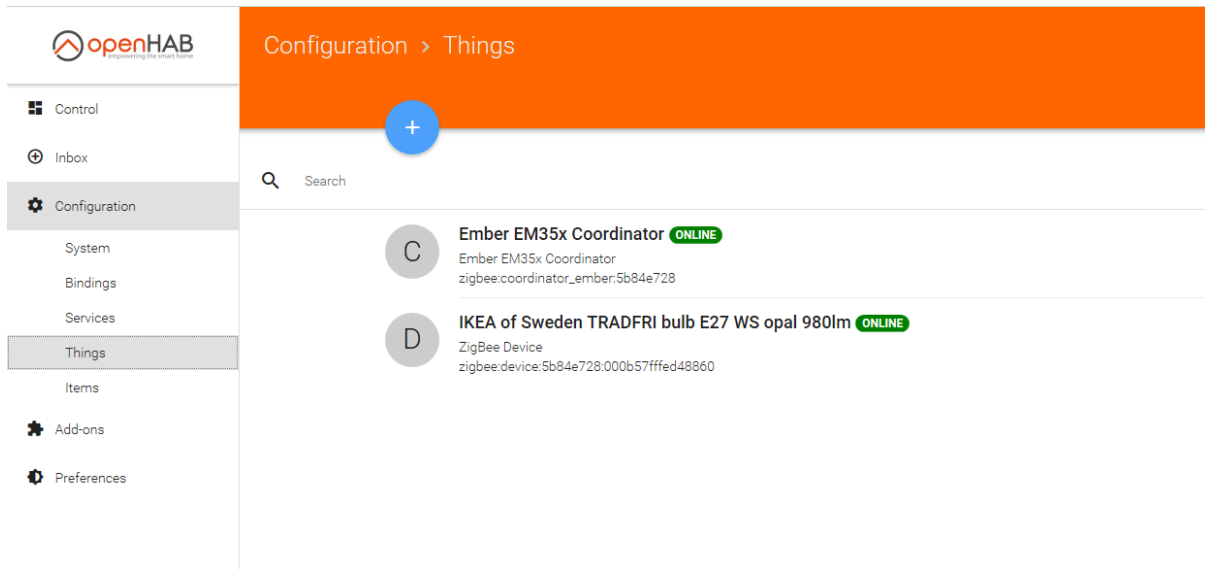 openHAB
empowering the smart home
Configuration > Things
Control
Inbox
Configuration
System
Bindings
Services
Things
Items
Add-ons
Preferences
+
Search
C
Ember EM35x Coordinator ONLINE
Ember EM35x Coordinator
zigbee:coordinator_ember:5b84e728
D
IKEA of Sweden TRADFRI bulb E27 WS opal 980lm ONLINE
ZigBee Device
zigbee:device:5b84e728:000b57fffed48860